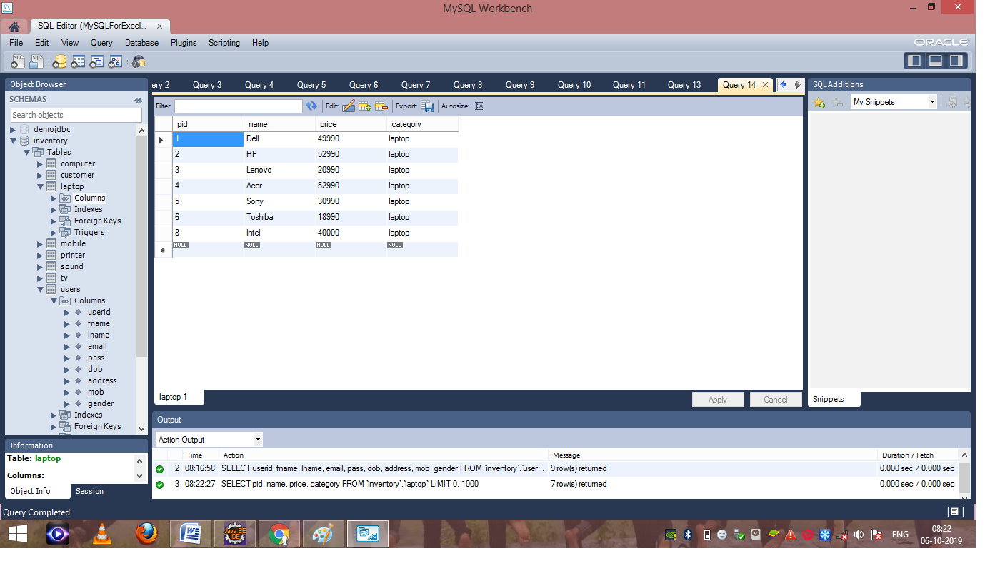 MySQL Workbench
SQL Editor (MySQLForExcel...
File Edit View Query Database Plugins Scripting Help
ORACLE
SQL SQL
Object Browser
SCHEMAS
Search objects
demojdbc
inventory
Tables
computer
customer
laptop
Columns
Indexes
Foreign Keys
Triggers
mobile
printer
sound
tv
users
Columns
userid
fname
lname
email
pass
dob
address
mob
gender
Indexes
Foreign Keys
Information
Table: laptop
Columns:
Object Info Session
ery 2 Query 3 Query 4 Query 5 Query 6 Query 7 Query 8 Query 9 Query 10 Query 11 Query 13 Query 14
Filter: Edit: Export: Autosize:
pid name price category
1 Dell 49990 laptop
2 HP 52990 laptop
3 Lenovo 20990 laptop
4 Acer 52990 laptop
5 Sony 30990 laptop
6 Toshiba 18990 laptop
8 Intel 40000 laptop
NULL NULL NULL NULL
laptop 1
Apply Cancel
SQLAdditions
My Snippets
Snippets
Output
Action Output
Time Action Message Duration / Fetch
2 08:16:58 SELECT userid, fname, lname, email, pass, dob, address, mob, gender FROM `inventory`.`user... 9 row(s) returned 0.000 sec / 0.000 sec
3 08:22:27 SELECT pid, name, price, category FROM `inventory`.`laptop` LIMIT 0, 1000 7 row(s) returned 0.000 sec / 0.000 sec
Query Completed
Java EE
IDE
ENG
08:22
06-10-2019